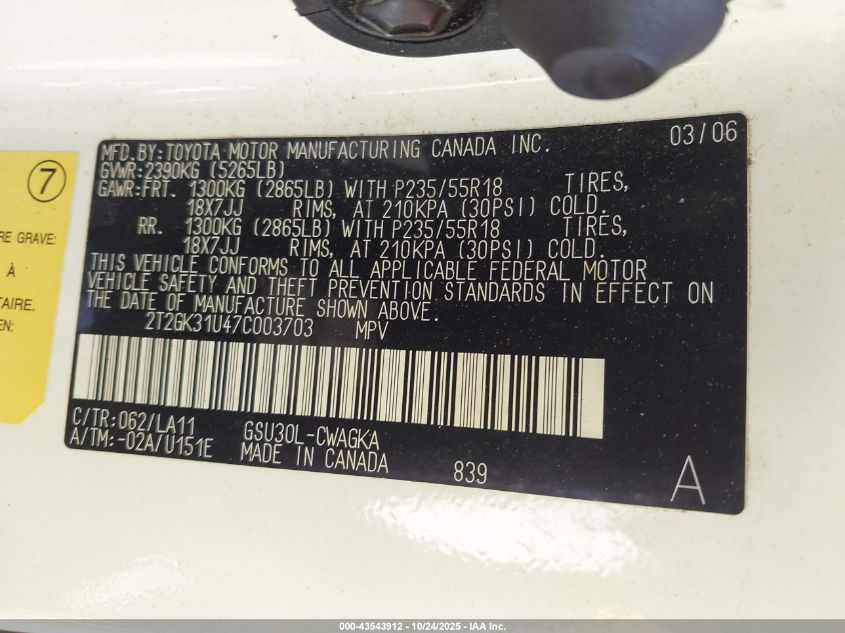 MFD.BY:TOYOTA MOTOR MANUFACTURING CANADA INC. 03/06
GVWR:2390KG (5265LB)
GAWR:FRT. 1300KG (2865LB) WITH P235/55R18 TIRES,
18X7JJ RIMS, AT 210KPA (30PSI) COLD.
RR. 1300KG (2865LB) WITH P235/55R18 TIRES,
18X7JJ RIMS, AT 210KPA (30PSI) COLD.
THIS VEHICLE CONFORMS TO ALL APPLICABLE FEDERAL MOTOR
VEHICLE SAFETY AND THEFT PREVENTION STANDARDS IN EFFECT ON
THE DATE OF MANUFACTURE SHOWN ABOVE.
2T2GK31U47C003703 MPV
C/TR:062/LA11 GSU30L-CWAGKA
A/TM:-02A/U151E MADE IN CANADA 839 A
7
RE GRAVE:
À
TAIRE.
EN:
000-43543912 - 10/24/2025 - IAA Inc.